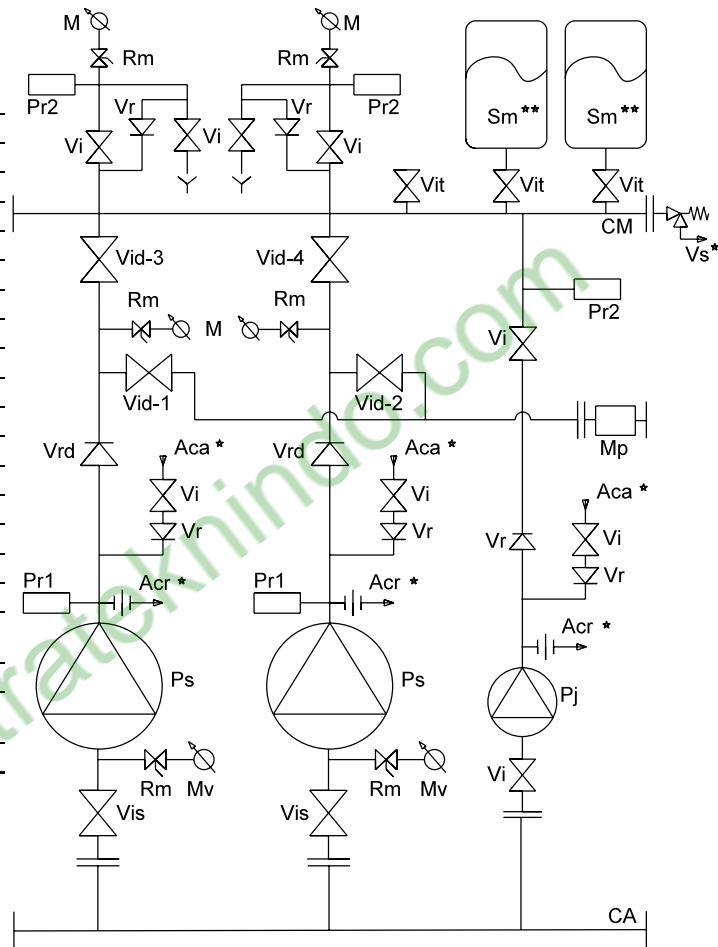 M M
Rm Rm
Pr2 Vr Vr Pr2
Sm ** Sm **
Vi Vi Vi Vi
Vit Vit Vit
CM
Vs*
Vid-3 Vid-4
Rm Rm
M
Pr2
Vi
Vid-1 Vid-2
Mp
Vrd Aca * Vrd Aca *
Vi Vi
Aca *
Vr Vr
Vr Vi
Vr
Pr1 Acr * Pr1 Acr *
Acr *
Ps Ps Pj
Vi
Rm Mv Rm Mv
Vis Vis
CA
trateknindo.com